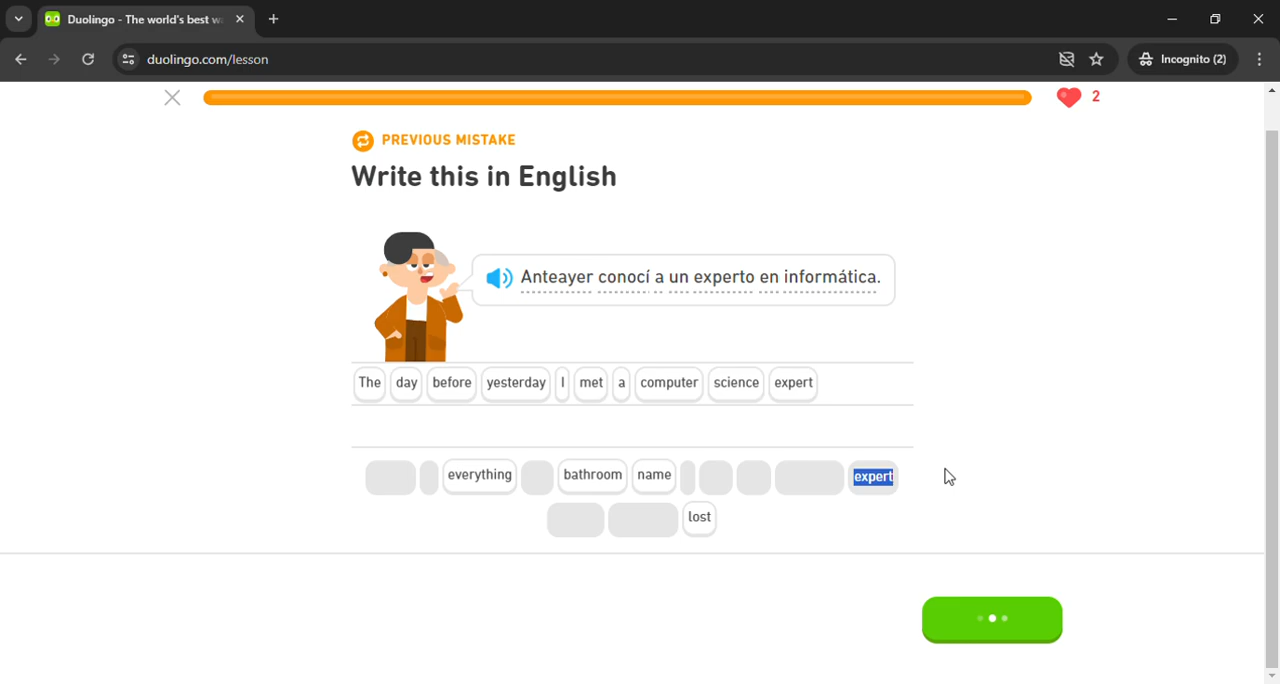 Duolingo - The world's best w
duolingo.com/lesson
Incognito (2)
2
PREVIOUS MISTAKE
Write this in English
Anteayer conocí a un experto en informática.
The day before yesterday I met a computer science expert
everything bathroom name expert
lost